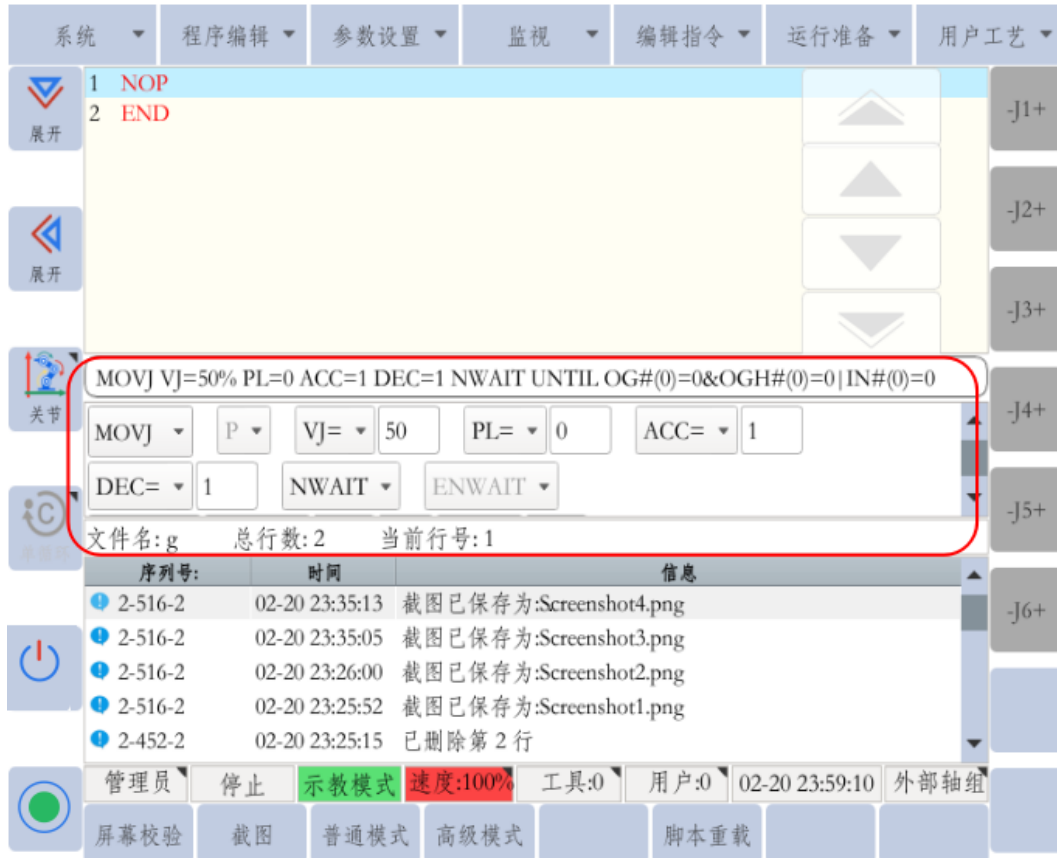 系统 程序编辑 参数设置 监视 编辑指令 运行准备 用户工艺
展开
1 NOP
2 END
展开
关节
-J1+
-J2+
-J3+
-J4+
-J5+
-J6+
MOVJ VJ=50% PL=0 ACC=1 DEC=1 NWAIT UNTIL OG#(0)=0&OGH#(0)=0|IN#(0)=0
MOVJ P VJ= 50 PL= 0 ACC= 1
DEC= 1 NWAIT ENWAIT
文件名: g 总行数: 2 当前行号: 1
序列号: 时间 信息
2-516-2 02-20 23:35:13 截图已保存为:Screenshot4.png
2-516-2 02-20 23:35:05 截图已保存为:Screenshot3.png
2-516-2 02-20 23:26:00 截图已保存为:Screenshot2.png
2-516-2 02-20 23:25:52 截图已保存为:Screenshot1.png
2-452-2 02-20 23:25:15 已删除第 2 行
管理员 停止 示教模式 速度:100% 工具:0 用户:0 02-20 23:59:10 外部轴组
屏幕校验 截图 普通模式 高级模式 脚本重载